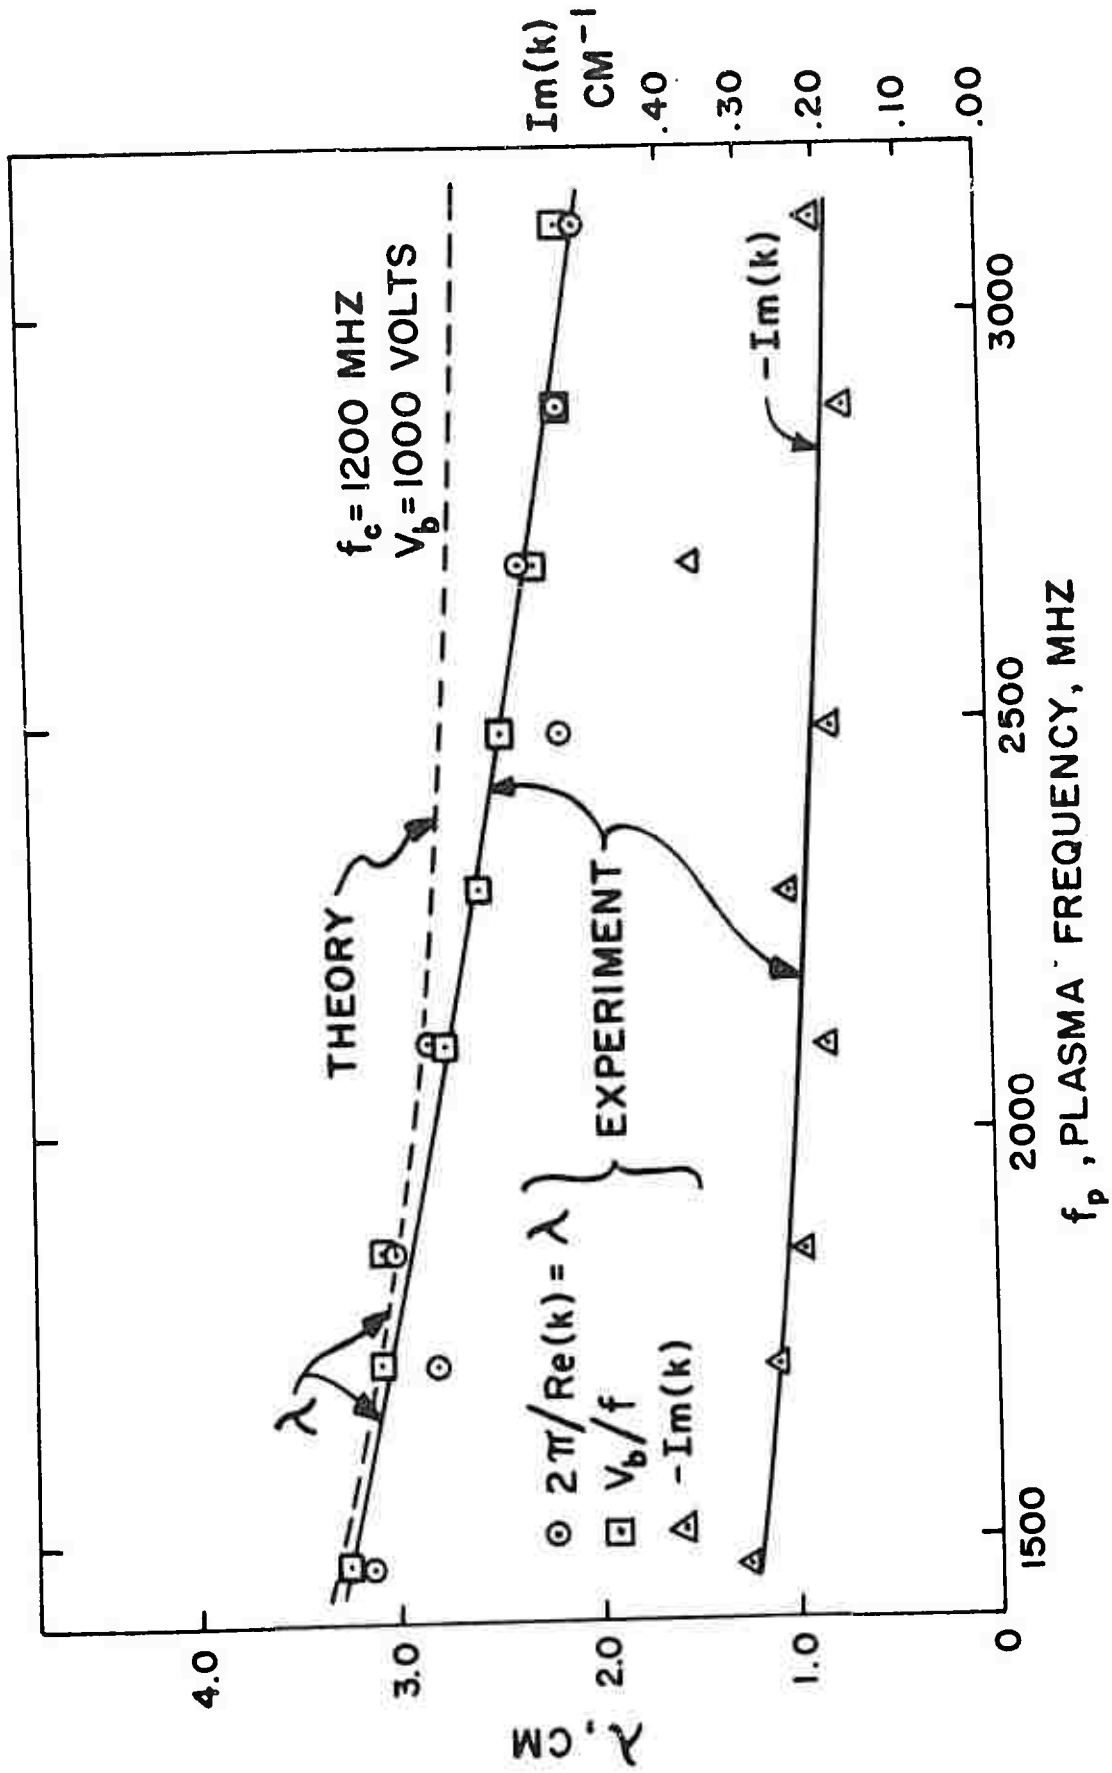 λ, CM
4.0
3.0
2.0
1.0
0
f_c = 1200 MHZ
V_b = 1000 VOLTS
THEORY
λ
EXPERIMENT
⊙ 2π/Re(k) = λ
⊡ V_b/f
△ -Im(k)
-Im(k)
Im(k)
CM⁻¹
.40
.30
.20
.10
.00
1500
2000
2500
3000
f_p, PLASMA FREQUENCY, MHZ